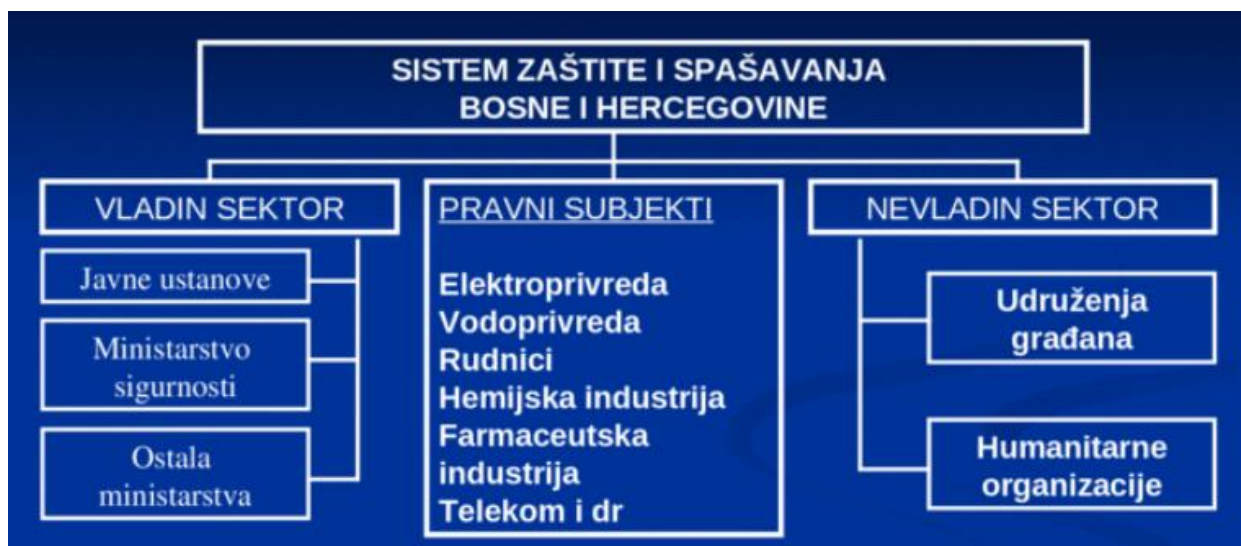 SISTEM ZAŠTITE I SPAŠAVANJA
BOSNE I HERCEGOVINE
VLADIN SEKTOR
Javne ustanove
Ministarstvo
sigurnosti
Ostala
ministarstva
PRAVNI SUBJEKTI
Elektroprivreda
Vodoprivreda
Rudnici
Hemijska industrija
Farmaceutska
industrija
Telekom i dr
NEVLADIN SEKTOR
Udruženja
građana
Humanitarne
organizacije